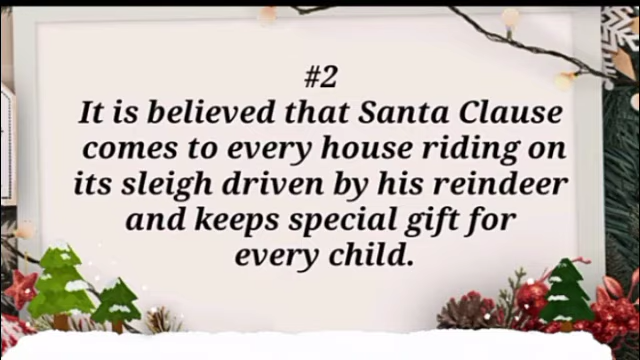 #2
It is believed that Santa Clause
comes to every house riding on
its sleigh driven by his reindeer
and keeps special gift for
every child.